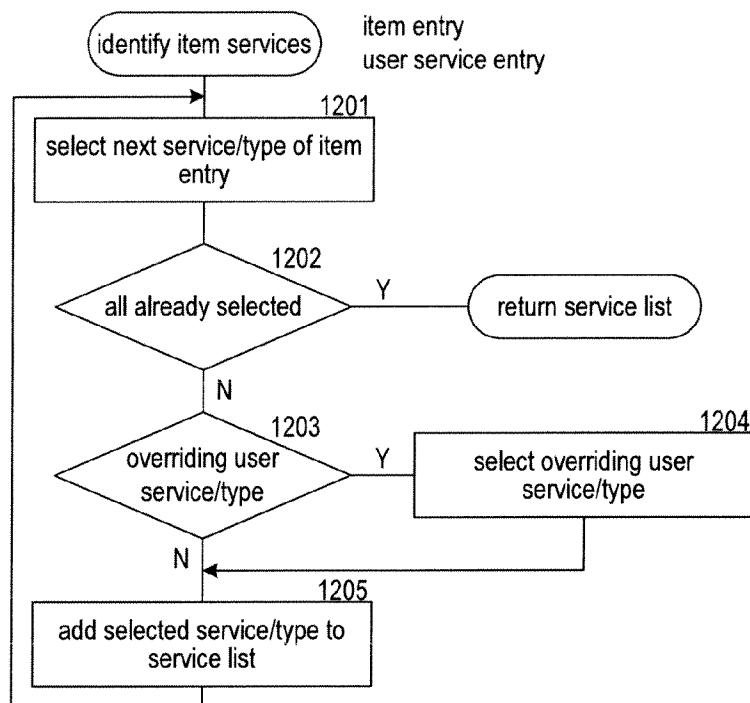 identify item services
item entry
user service entry
1201
select next service/type of item
entry
1202
all already selected
Y
return service list
N
1203
overriding user
service/type
Y
1204
select overriding user
service/type
N
1205
add selected service/type to
service list